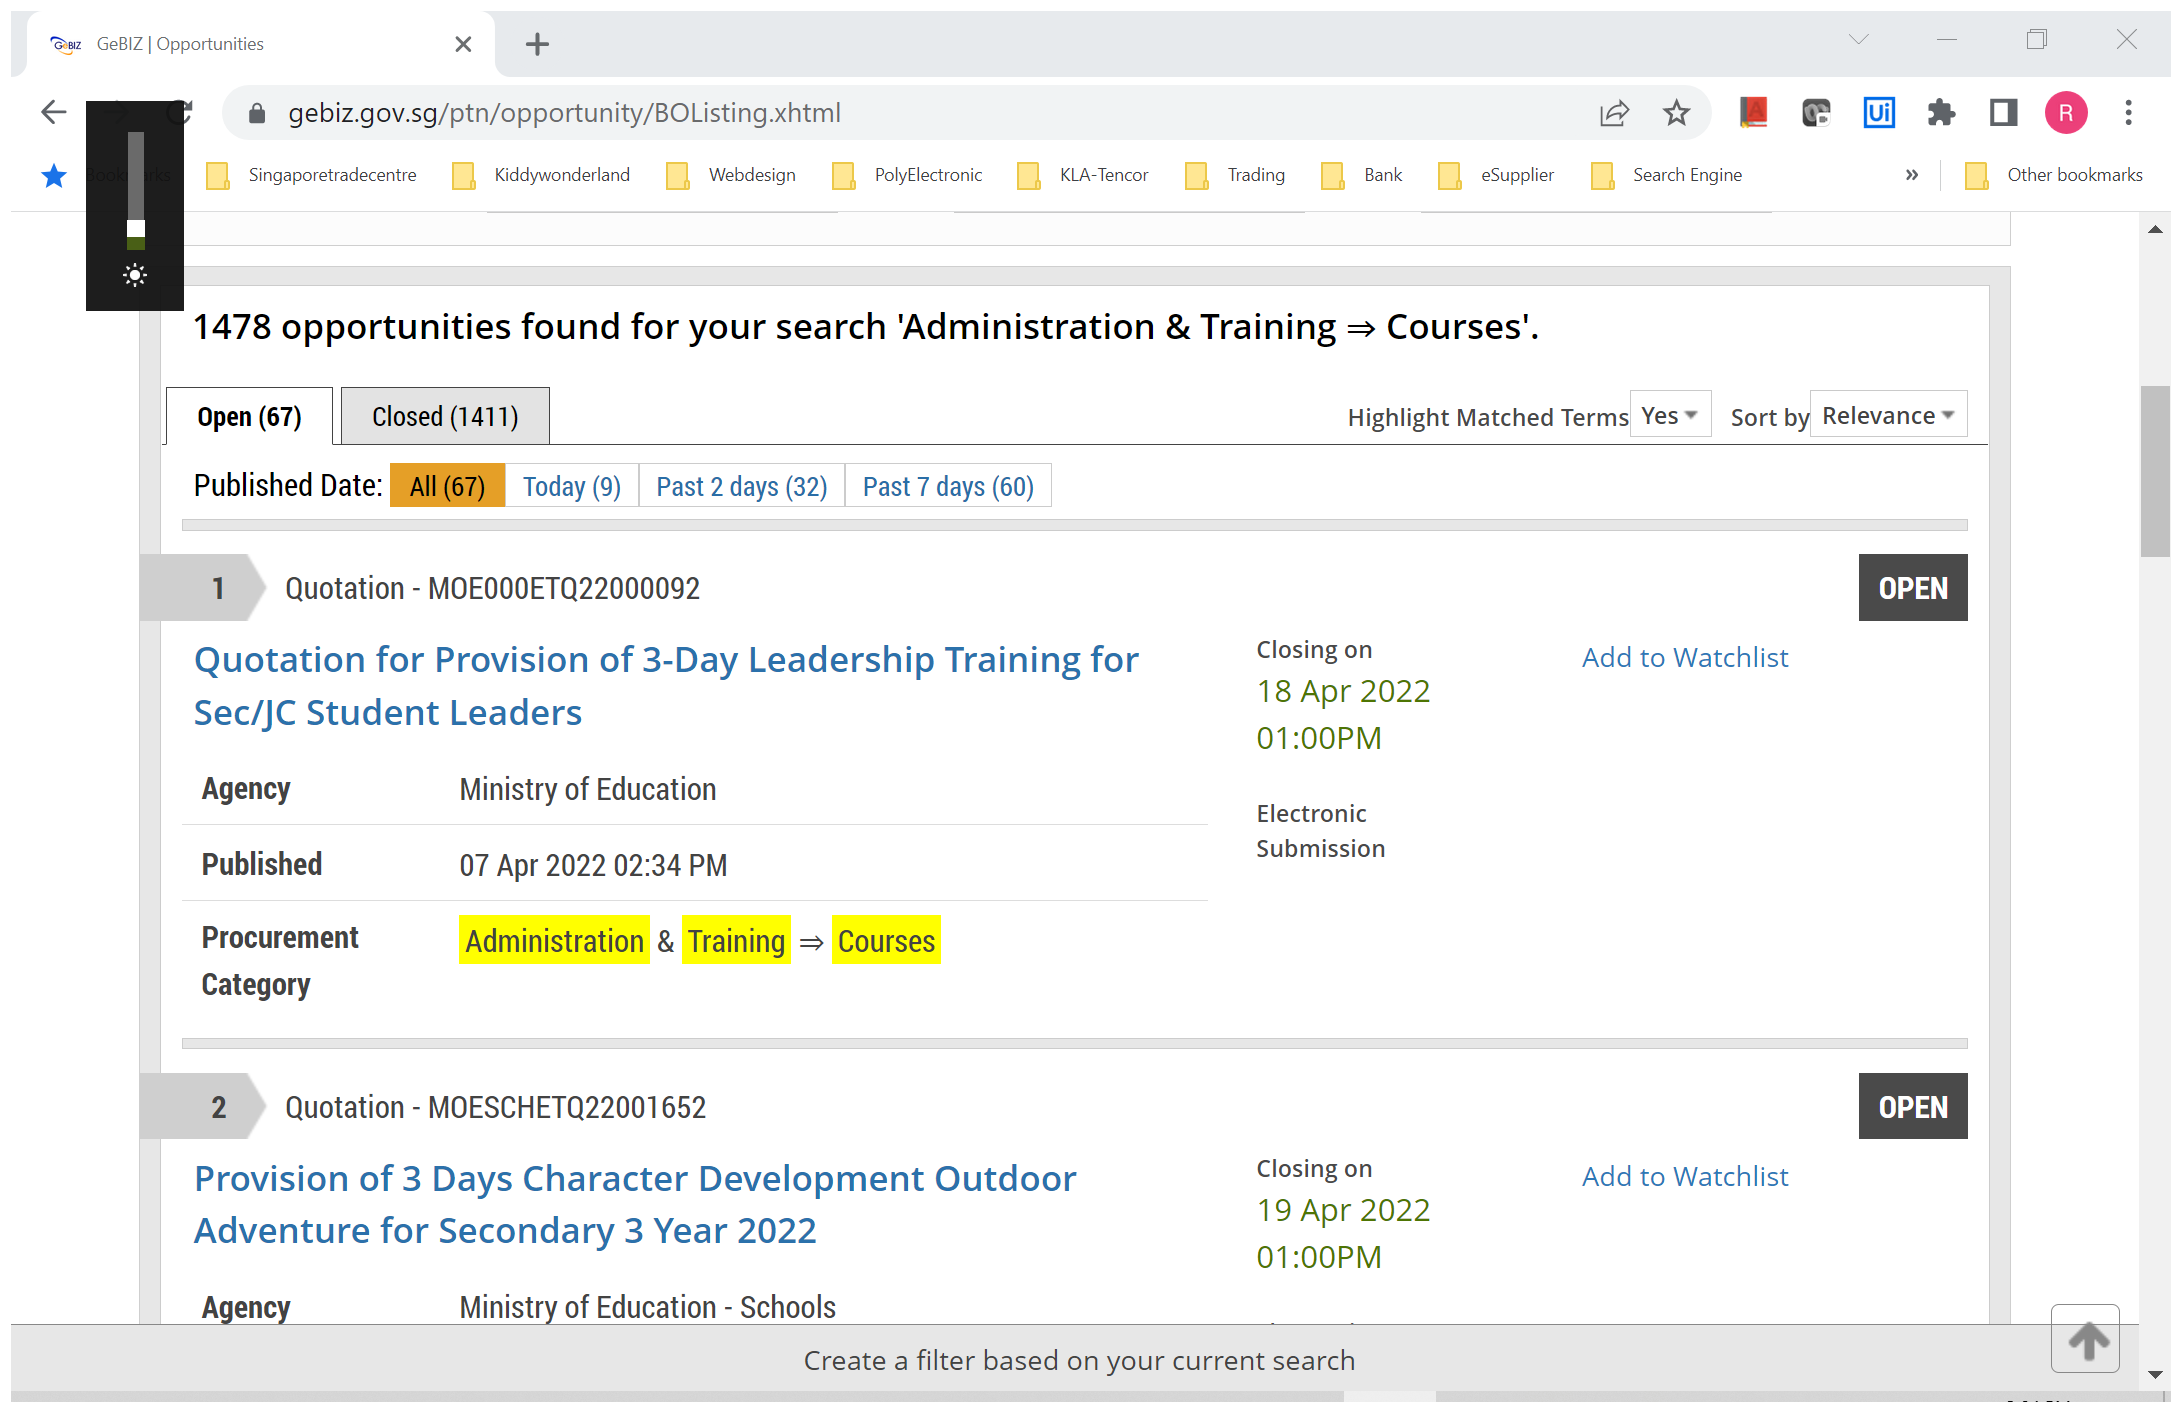 GeBIZ GeBIZ | Opportunities
gebiz.gov.sg/ptn/opportunity/BOListing.xhtml
Ui
R
Bookmarks Singaporetradecentre Kiddywonderland Webdesign PolyElectronic KLA-Tencor Trading Bank eSupplier Search Engine » Other bookmarks
1478 opportunities found for your search 'Administration & Training ⇒ Courses'.
Open (67) Closed (1411) Highlight Matched Terms Yes Sort by Relevance
Published Date: All (67) Today (9) Past 2 days (32) Past 7 days (60)
1 Quotation - MOE000ETQ22000092 OPEN
Quotation for Provision of 3-Day Leadership Training for
Sec/JC Student Leaders
Closing on
18 Apr 2022
01:00PM
Add to Watchlist
Electronic
Submission
Agency Ministry of Education
Published 07 Apr 2022 02:34 PM
Procurement
Category
Administration & Training ⇒ Courses
2 Quotation - MOESCHETQ22001652 OPEN
Provision of 3 Days Character Development Outdoor
Adventure for Secondary 3 Year 2022
Closing on
19 Apr 2022
01:00PM
Add to Watchlist
Agency Ministry of Education - Schools
Create a filter based on your current search